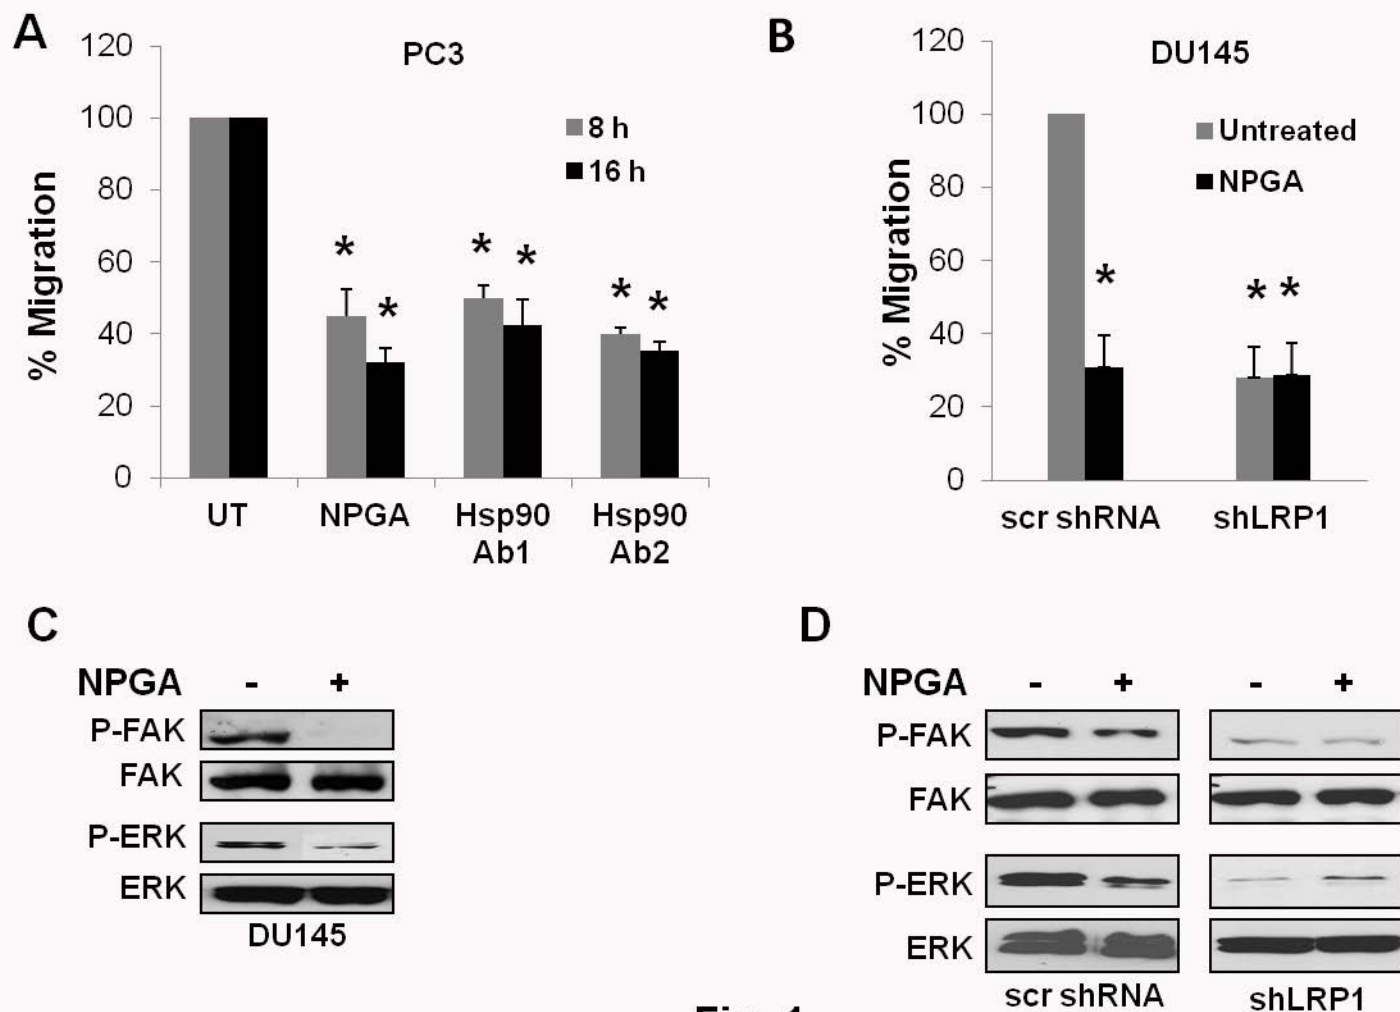 A
PC3
120
100
80
60
40
20
0
% Migration
8 h
16 h
* * * * * *
UT NPGA Hsp90 Ab1 Hsp90 Ab2
B
DU145
120
100
80
60
40
20
0
% Migration
Untreated
NPGA
* * *
scr shRNA shLRP1
C
NPGA - +
P-FAK
FAK
P-ERK
ERK
DU145
D
NPGA - + - +
P-FAK
FAK
P-ERK
ERK
scr shRNA shLRP1